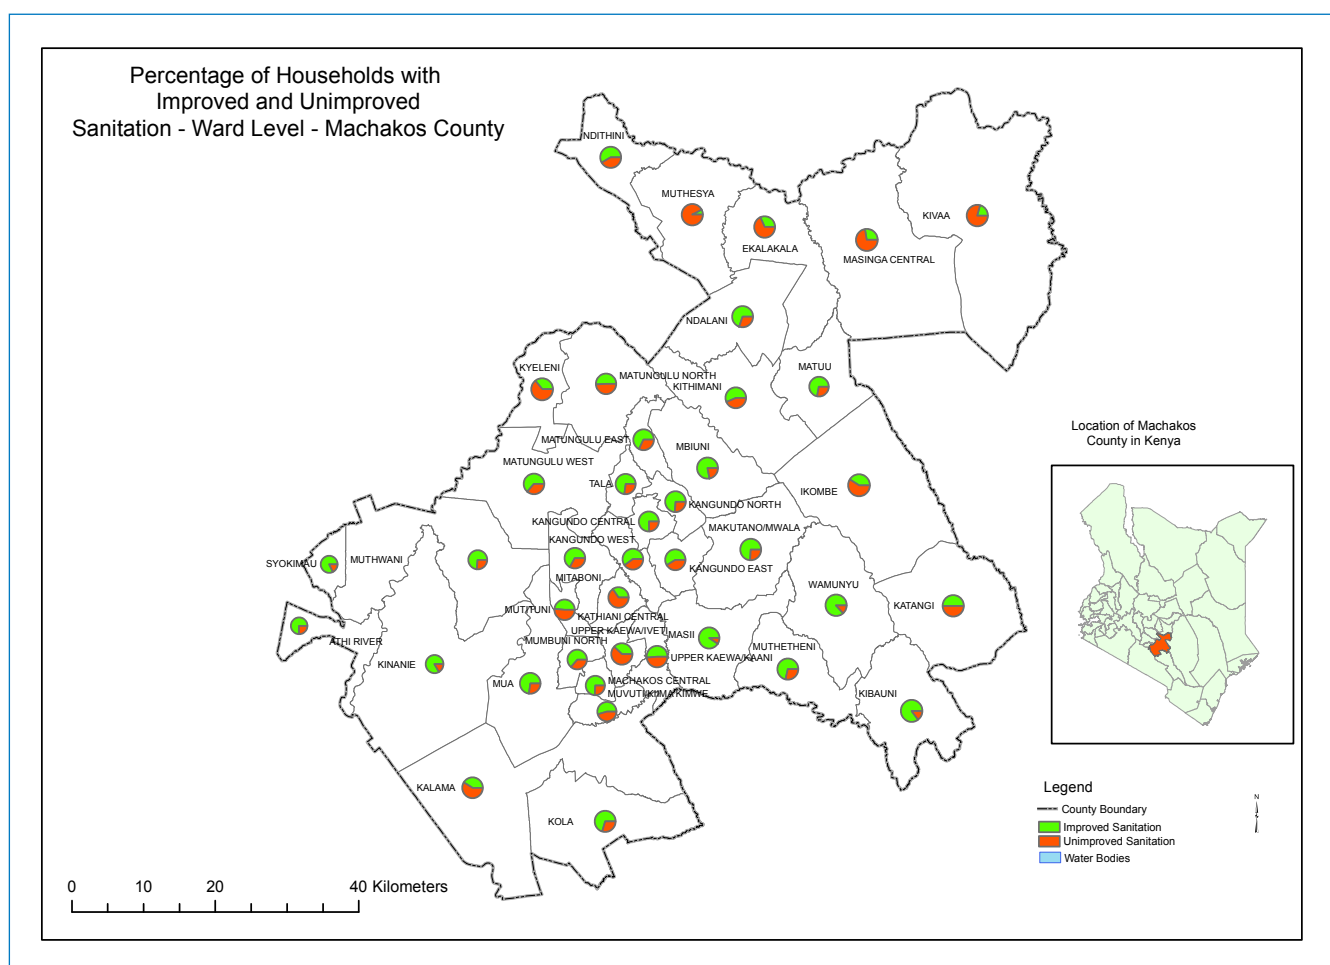 Percentage of Households with
Improved and Unimproved
Sanitation - Ward Level - Machakos County
NDITHINI
MUTHESYA
EKALAKALA
KIVAA
MASINGA CENTRAL
NDALANI
MATUU
KYELENI
MATUNGULU NORTH
KITHIMANI
MATUNGULU EAST
MBIUNI
MATUNGULU WEST
TALA
IKOMBE
KANGUNDO NORTH
KANGUNDO CENTRAL
MAKUTANO/MWALA
KANGUNDO WEST
SYOKIMAU
MUTHWANI
KANGUNDO EAST
MITABONI
WAMUNYU
KATANGI
MUTITUNI
KATHIANI CENTRAL
UPPER KAEWA/IVETI
ATHI RIVER
MUMBUNI NORTH
MASII
MUTHETHENI
UPPER KAEWA/KAANI
KINANIE
MUA
MACHAKOS CENTRAL
MUVUTI/KIIMA KIMWE
KIBAUNI
KALAMA
KOLA
0 10 20 40 Kilometers
Location of Machakos
County in Kenya
Legend
County Boundary
Improved Sanitation
Unimproved Sanitation
Water Bodies
N